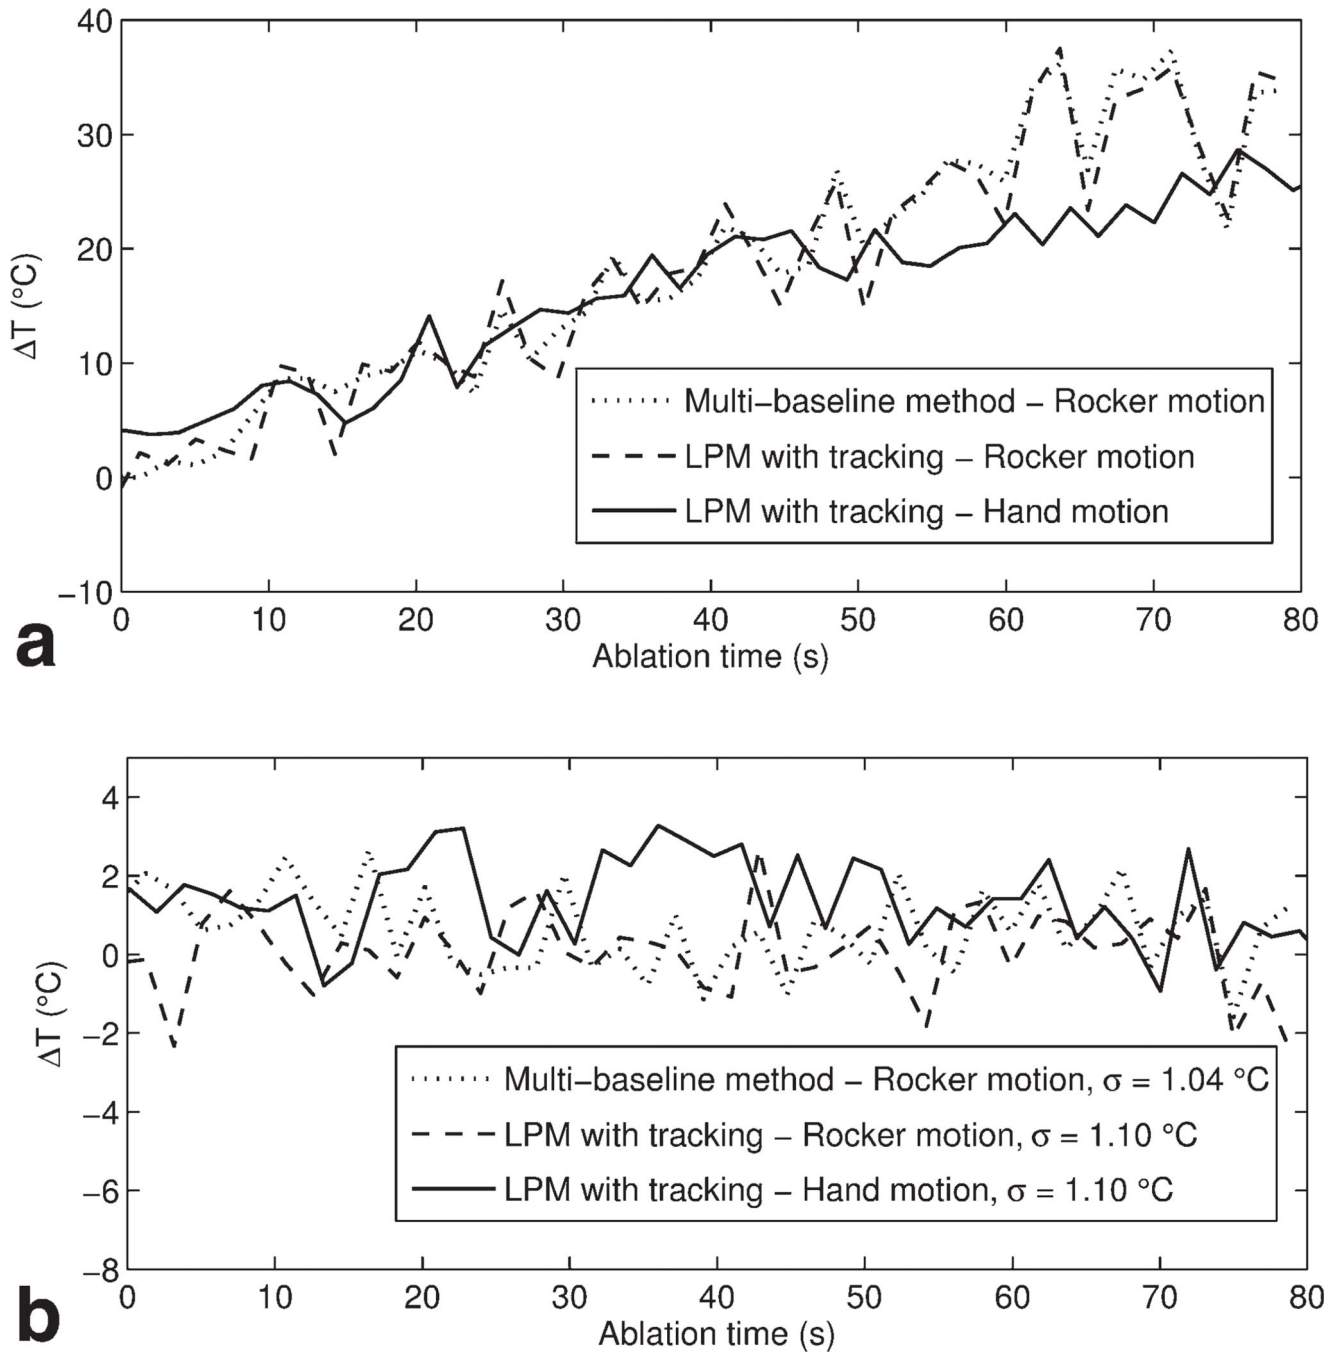 40
30
20
10
0
−10
ΔT (°C)
Multi−baseline method − Rocker motion
LPM with tracking − Rocker motion
LPM with tracking − Hand motion
0 10 20 30 40 50 60 70 80
Ablation time (s)
a
4
2
0
−2
−4
−6
−8
ΔT (°C)
Multi−baseline method − Rocker motion, σ = 1.04 °C
LPM with tracking − Rocker motion, σ = 1.10 °C
LPM with tracking − Hand motion, σ = 1.10 °C
0 10 20 30 40 50 60 70 80
Ablation time (s)
b